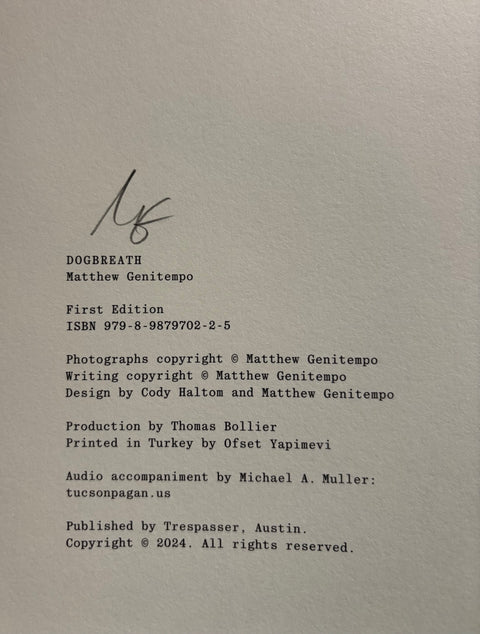 DOGBREATH
Matthew Genitempo
First Edition
ISBN 979-8-9879702-2-5
Photographs copyright © Matthew Genitempo
Writing copyright © Matthew Genitempo
Design by Cody Haltom and Matthew Genitempo
Production by Thomas Bollier
Printed in Turkey by Ofset Yapimevi
Audio accompaniment by Michael A. Muller:
tucsonpagan.us
Published by Trespasser, Austin.
Copyright © 2024. All rights reserved.